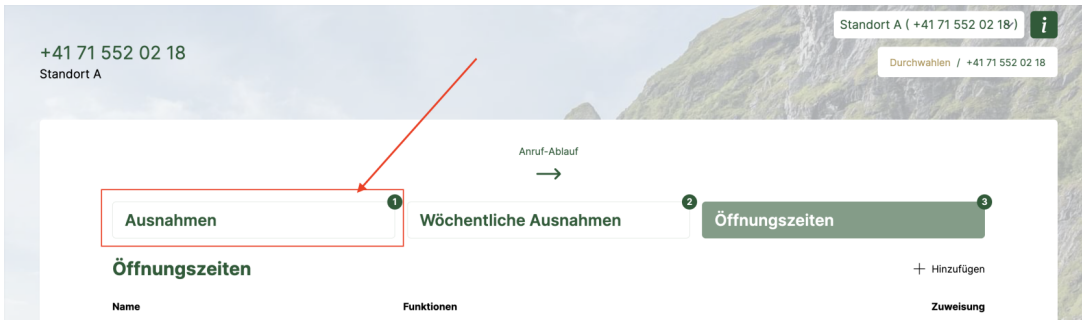 Standort A ( +41 71 552 02 18 )
i
+41 71 552 02 18
Standort A
Durchwahlen / +41 71 552 02 18
Anruf-Ablauf
Ausnahmen 1
Wöchentliche Ausnahmen 2
Öffnungszeiten 3
Öffnungszeiten
Hinzufügen
Name Funktionen Zuweisung